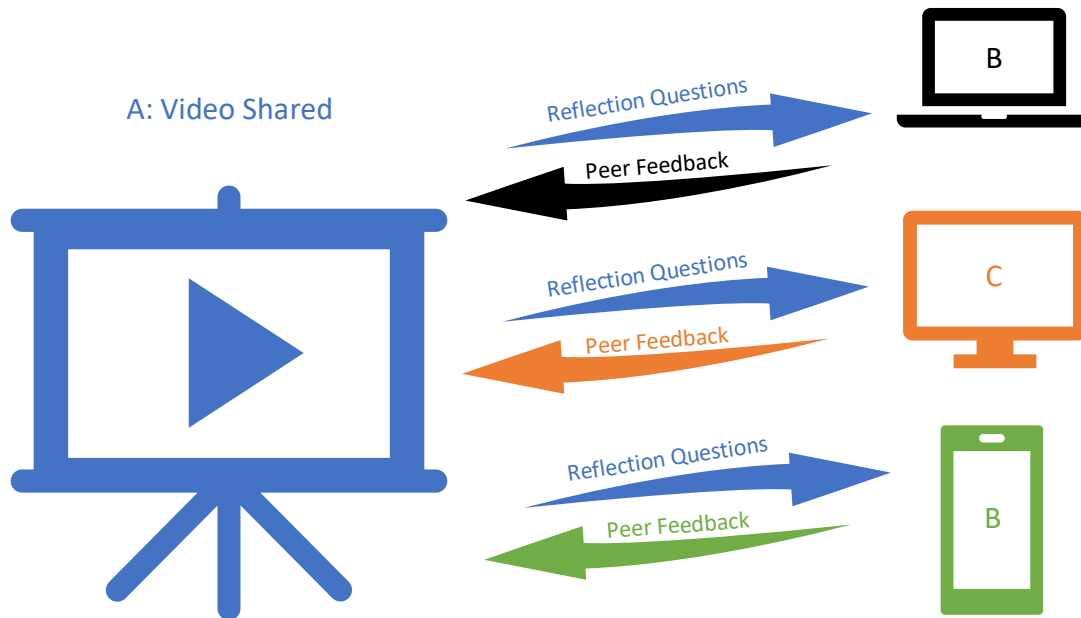 A: Video Shared
Reflection Questions
B
Peer Feedback
Reflection Questions
C
Peer Feedback
Reflection Questions
B
Peer Feedback